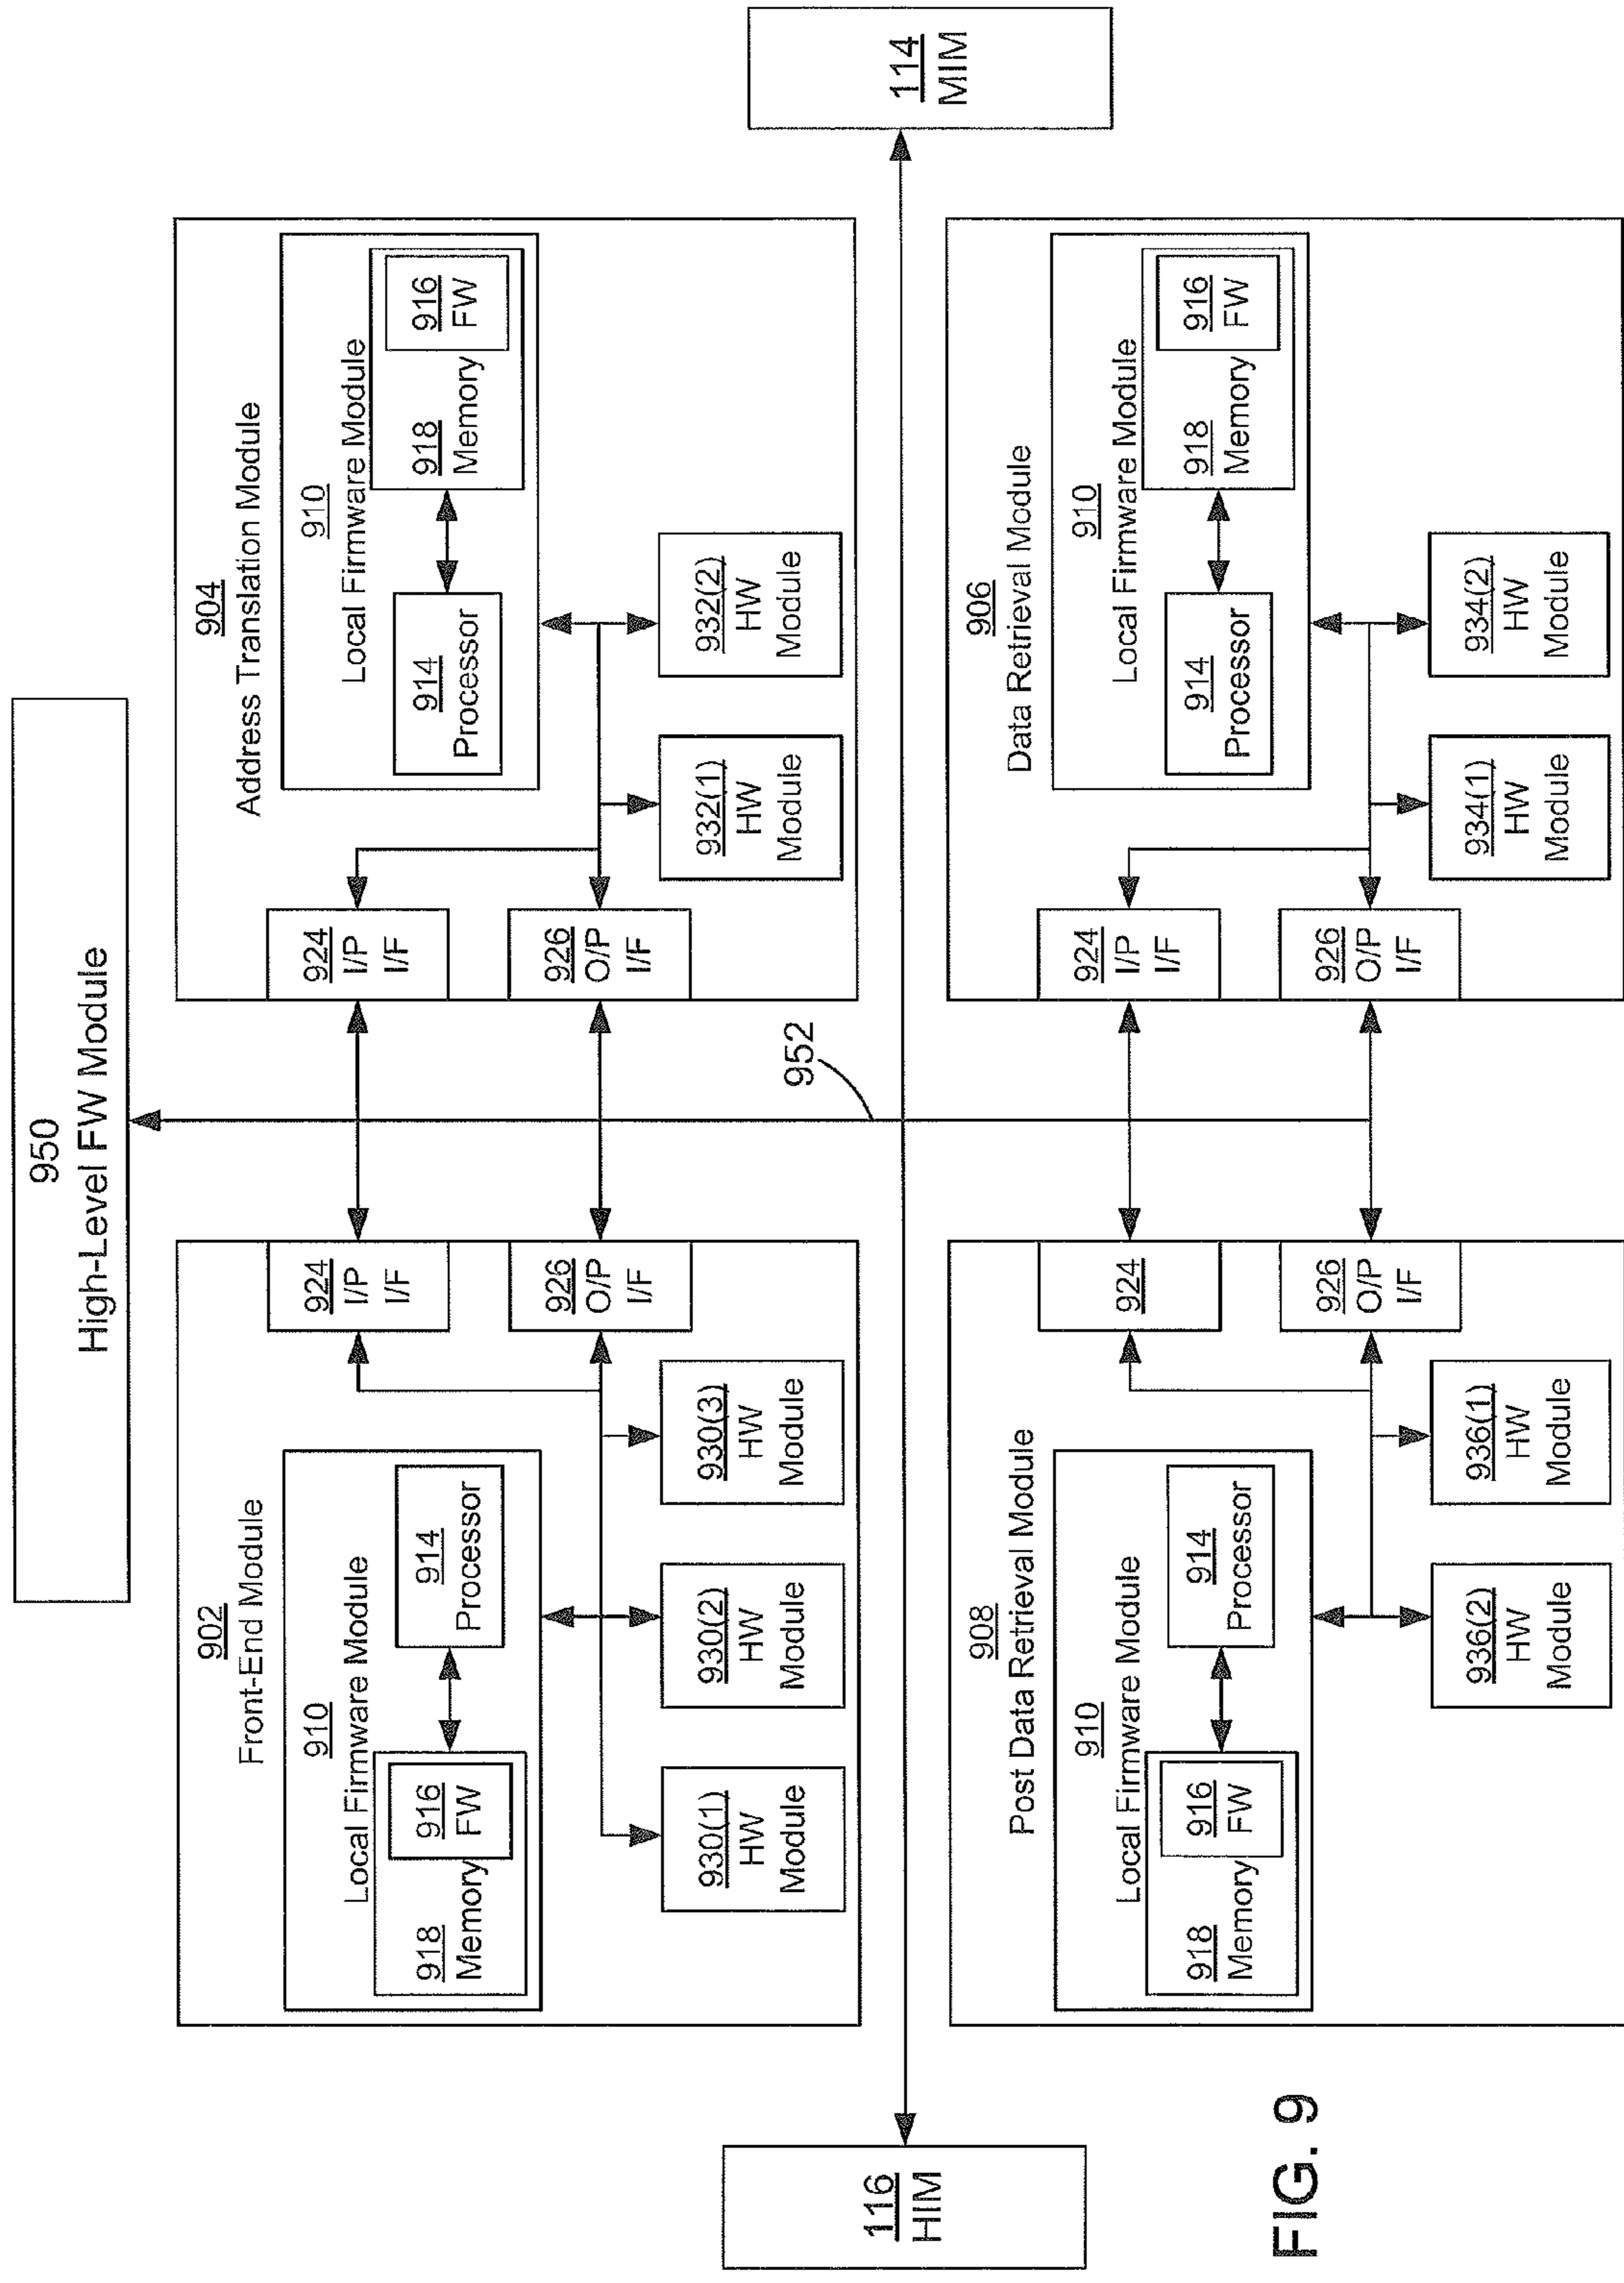 950
High-Level FW Module
902
Front-End Module
910
Local Firmware Module
918
Memory
916
FW
914
Processor
930(1)
HW
Module
930(2)
HW
Module
930(3)
HW
Module
924
I/P
I/F
926
O/P
I/F
904
Address Translation Module
910
Local Firmware Module
914
Processor
918
Memory
916
FW
924
I/P
I/F
926
O/P
I/F
932(1)
HW
Module
932(2)
HW
Module
116
HIM
952
114
MIM
908
Post Data Retrieval Module
910
Local Firmware Module
918
Memory
916
FW
914
Processor
936(2)
HW
Module
936(1)
HW
Module
924
926
O/P
I/F
906
Data Retrieval Module
910
Local Firmware Module
914
Processor
918
Memory
916
FW
924
I/P
I/F
926
O/P
I/F
934(1)
HW
Module
934(2)
HW
Module
FIG. 9